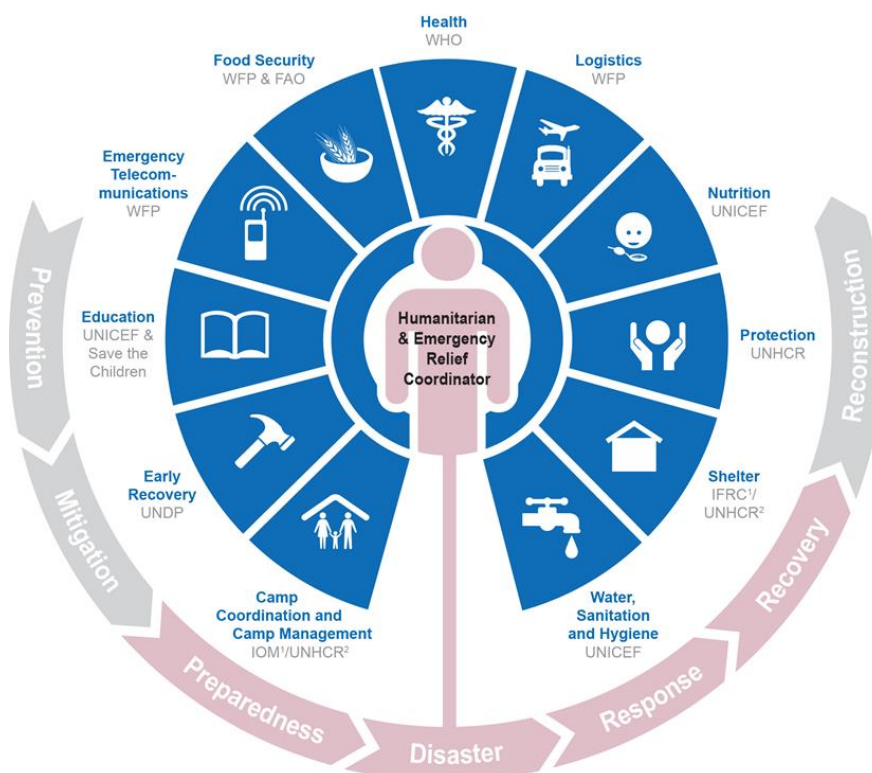 Health
WHO
Food Security
WFP & FAO
Logistics
WFP
Emergency
Telecom-
munications
WFP
Nutrition
UNICEF
Education
UNICEF &
Save the
Children
Protection
UNHCR
Humanitarian
& Emergency
Relief
Coordinator
Early
Recovery
UNDP
Shelter
IFRC¹/
UNHCR²
Camp
Coordination and
Camp Management
IOM¹/UNHCR²
Water,
Sanitation
and Hygiene
UNICEF
Prevention
Mitigation
Preparedness
Disaster
Response
Recovery
Reconstruction